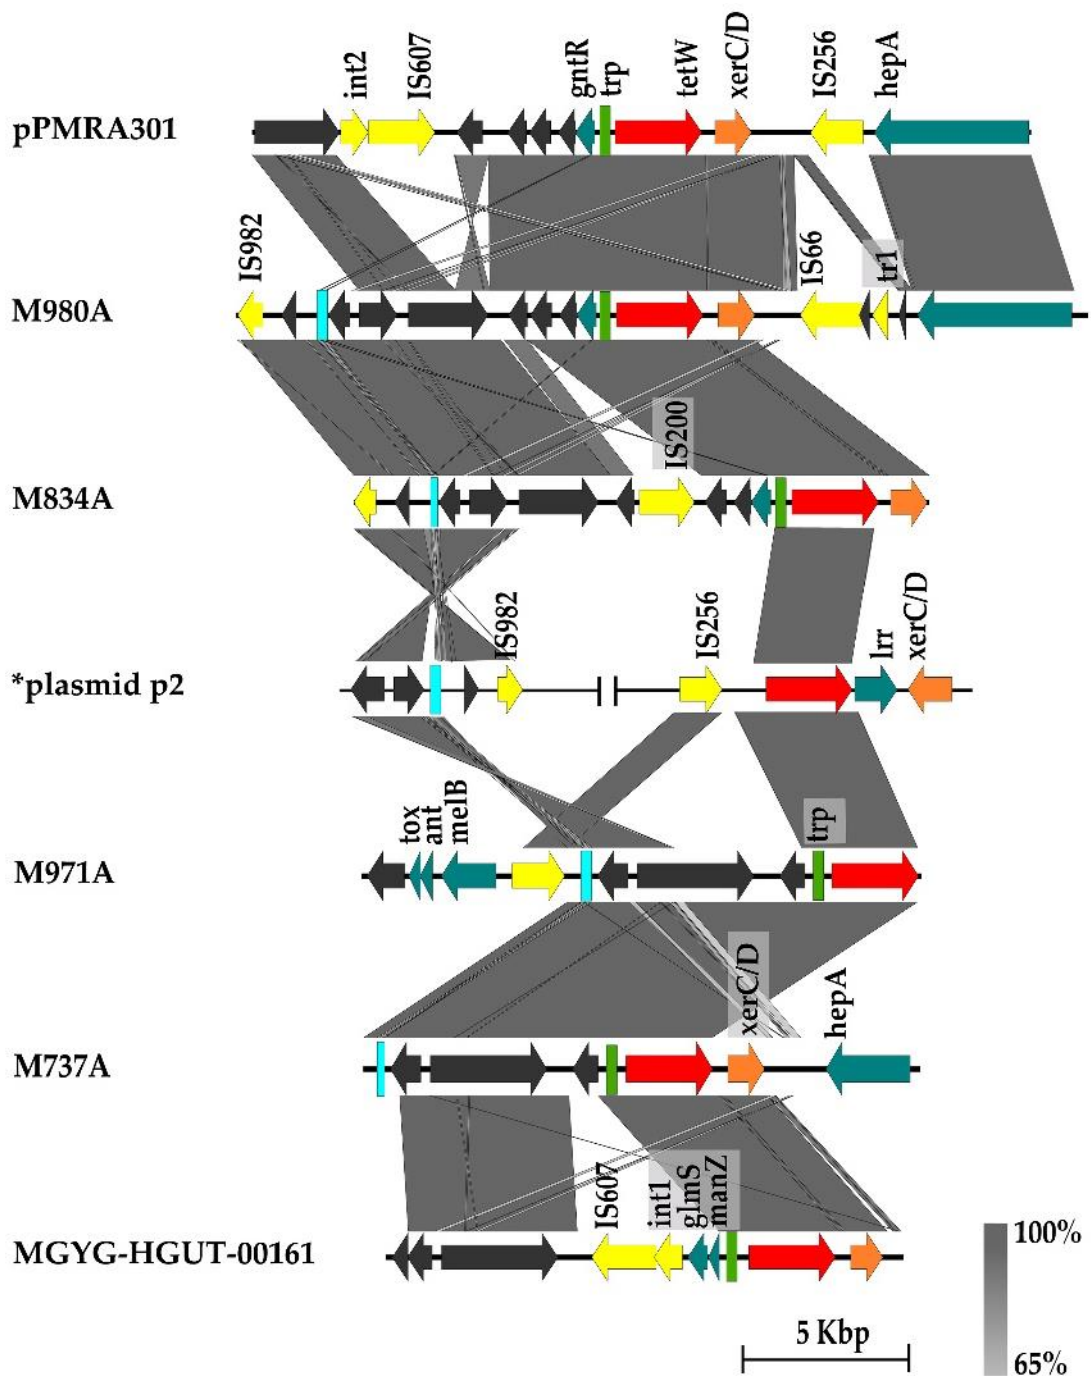 int2
IS607
gntR
trp
tetW
xerC/D
IS256
hepA
pPMRA301
IS982
IS66
tr1
M980A
IS200
M834A
IS982
IS256
lrr
xerC/D
*plasmid p2
tox
ant
melB
trp
M971A
xerC/D
hepA
M737A
IS607
int1
glmS
manZ
MGYG-HGUT-00161
100%
5 Kbp
65%